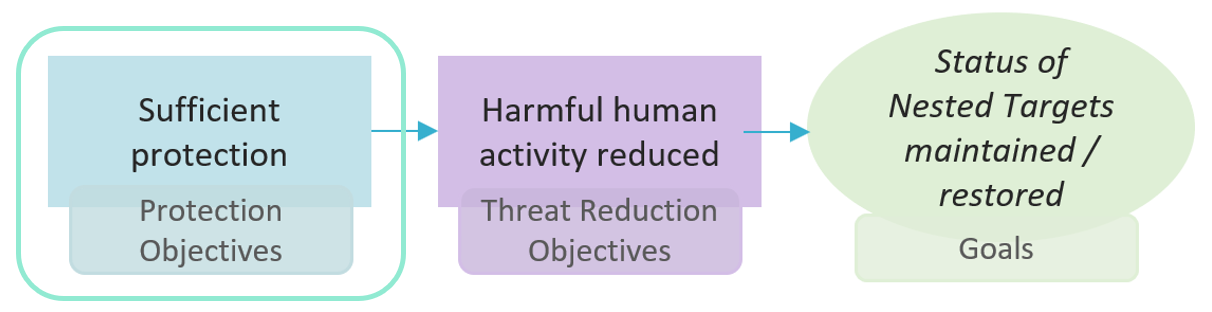 Sufficient
protection
Protection
Objectives
Harmful human
activity reduced
Threat Reduction
Objectives
Status of
Nested Targets
maintained /
restored
Goals